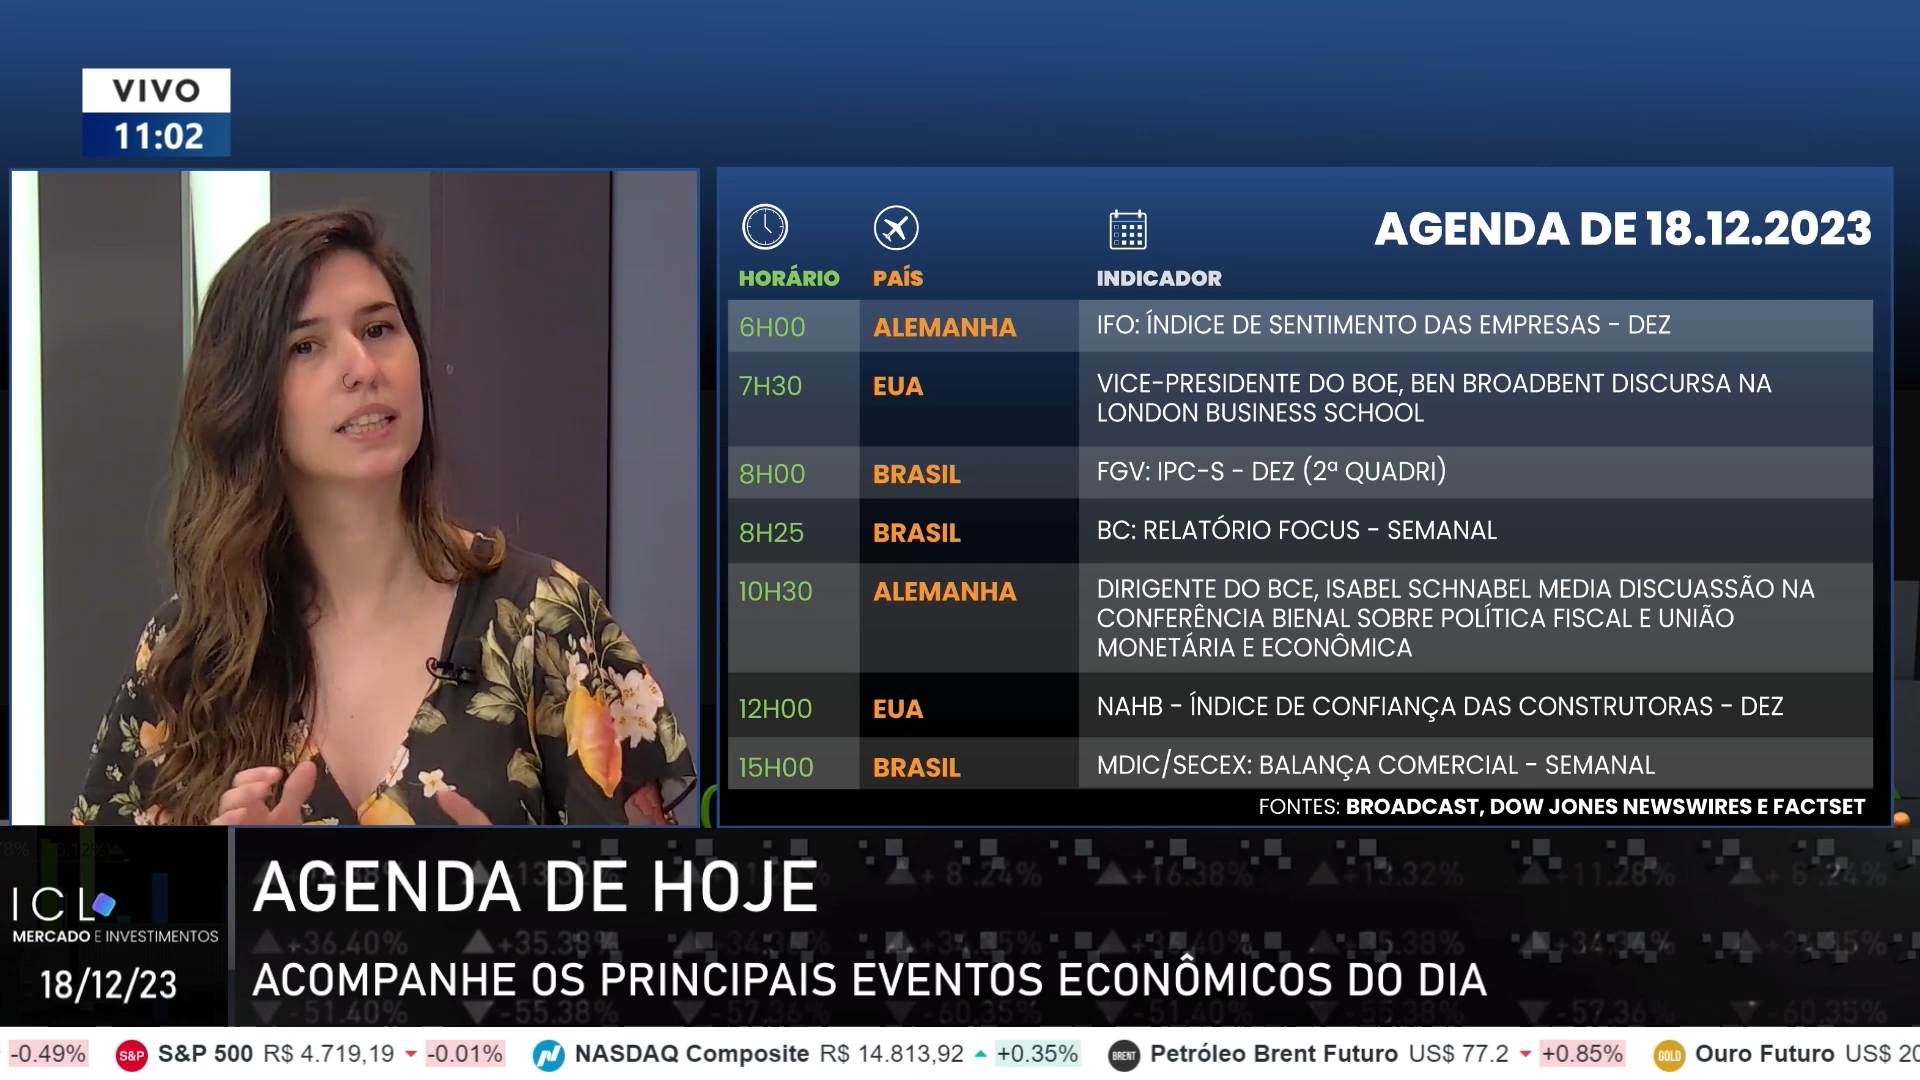 VIVO
11:02
AGENDA DE 18.12.2023
HORÁRIO PAÍS INDICADOR
6H00 ALEMANHA IFO: ÍNDICE DE SENTIMENTO DAS EMPRESAS - DEZ
7H30 EUA VICE-PRESIDENTE DO BOE, BEN BROADBENT DISCURSA NA
LONDON BUSINESS SCHOOL
8H00 BRASIL FGV: IPC-S - DEZ (2ª QUADRI)
8H25 BRASIL BC: RELATÓRIO FOCUS - SEMANAL
10H30 ALEMANHA DIRIGENTE DO BCE, ISABEL SCHNABEL MEDIA DISCUASSÃO NA
CONFERÊNCIA BIENAL SOBRE POLÍTICA FISCAL E UNIÃO
MONETÁRIA E ECONÔMICA
12H00 EUA NAHB - ÍNDICE DE CONFIANÇA DAS CONSTRUTORAS - DEZ
15H00 BRASIL MDIC/SECEX: BALANÇA COMERCIAL - SEMANAL
FONTES: BROADCAST, DOW JONES NEWSWIRES E FACTSET
AGENDA DE HOJE
ACOMPANHE OS PRINCIPAIS EVENTOS ECONÔMICOS DO DIA
ICL
MERCADO E INVESTIMENTOS
18/12/23
-0.49% S&P S&P 500 R$ 4.719,19 -0.01% NASDAQ Composite R$ 14.813,92 +0.35% BRENT Petróleo Brent Futuro US$ 77.2 +0.85% GOLD Ouro Futuro US$ 20